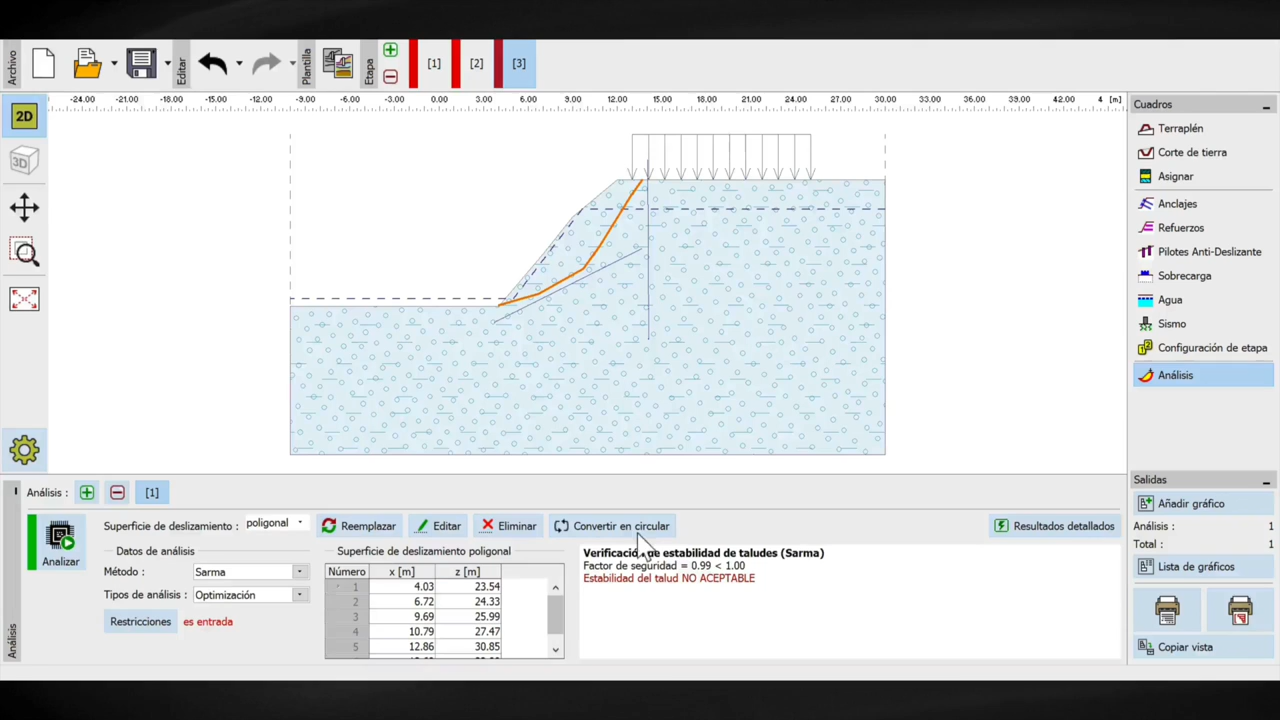 Archivo
Editar
Plantilla
Etapa
[1]
[2]
[3]
-24.00 -21.00 -18.00 -15.00 -12.00 -9.00 -6.00 -3.00 0.00 3.00 6.00 9.00 12.00 15.00 18.00 21.00 24.00 27.00 30.00 33.00 36.00 39.00 42.00 4 [m]
2D
3D
Cuadros
Terraplén
Corte de tierra
Asignar
Anclajes
Refuerzos
Pilotes Anti-Deslizante
Sobrecarga
Agua
Sismo
Configuración de etapa
Análisis
Análisis : [1]
Analizar
Superficie de deslizamiento : poligonal
Reemplazar
Editar
Eliminar
Convertir en circular
Resultados detallados
Datos de análisis
Método : Sarma
Tipos de análisis : Optimización
Restricciones es entrada
Superficie de deslizamiento poligonal
Número x [m] z [m]
1 4.03 23.54
2 6.72 24.33
3 9.69 25.99
4 10.79 27.47
5 12.86 30.85
Verificación de estabilidad de taludes (Sarma)
Factor de seguridad = 0.99 < 1.00
Estabilidad del talud NO ACEPTABLE
Análisis
Salidas
Añadir gráfico
Análisis : 1
Total : 1
Lista de gráficos
Copiar vista